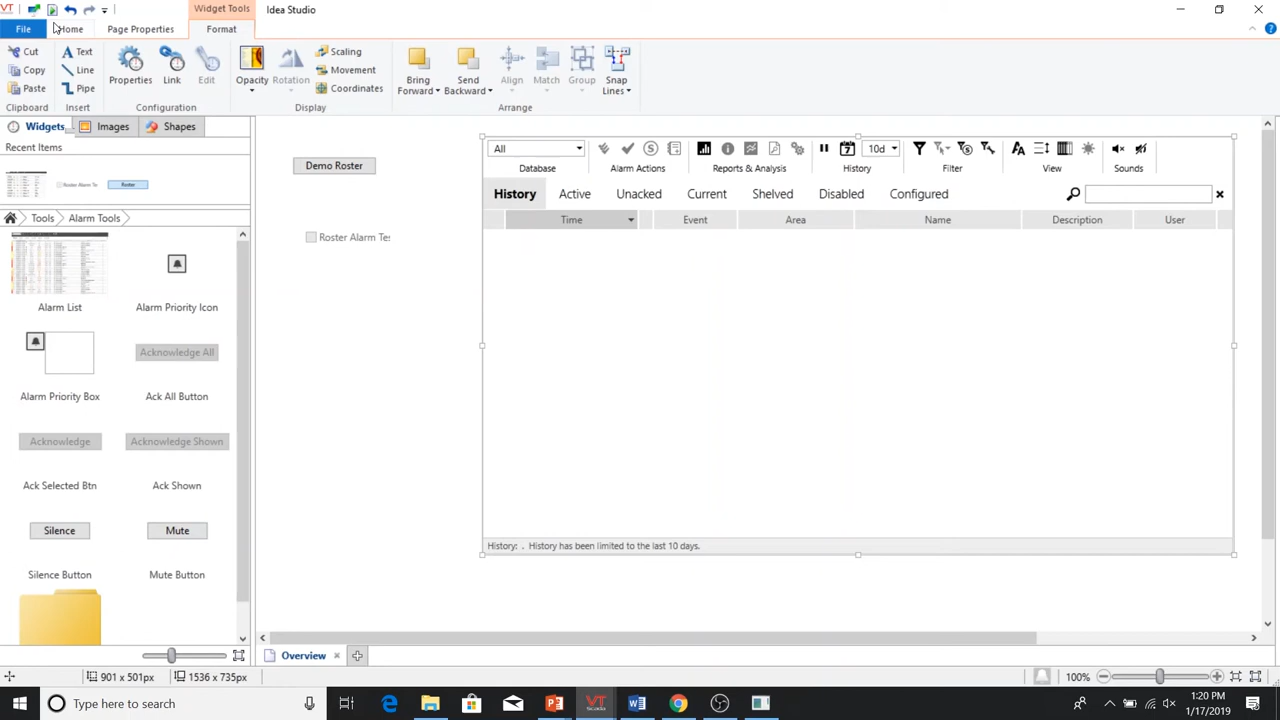 Widget Tools
Idea Studio
File
Home
Page Properties
Format
Cut
Copy
Paste
Clipboard
Text
Line
Pipe
Insert
Properties
Link
Edit
Configuration
Opacity
Rotation
Scaling
Movement
Coordinates
Display
Bring Forward
Send Backward
Align
Match
Group
Snap Lines
Arrange
Widgets
Images
Shapes
Recent Items
Roster Alarm Te
Roster
Tools
Alarm Tools
Alarm List
Alarm Priority Icon
Acknowledge All
Alarm Priority Box
Ack All Button
Acknowledge
Acknowledge Shown
Ack Selected Btn
Ack Shown
Silence
Mute
Silence Button
Mute Button
Demo Roster
Roster Alarm Te
All
Database
Alarm Actions
Reports & Analysis
7
10d
History
Filter
View
Sounds
History
Active
Unacked
Current
Shelved
Disabled
Configured
Time
Event
Area
Name
Description
User
History: . History has been limited to the last 10 days.
Overview
901 x 501px
1536 x 735px
100%
Type here to search
1:20 PM
1/17/2019